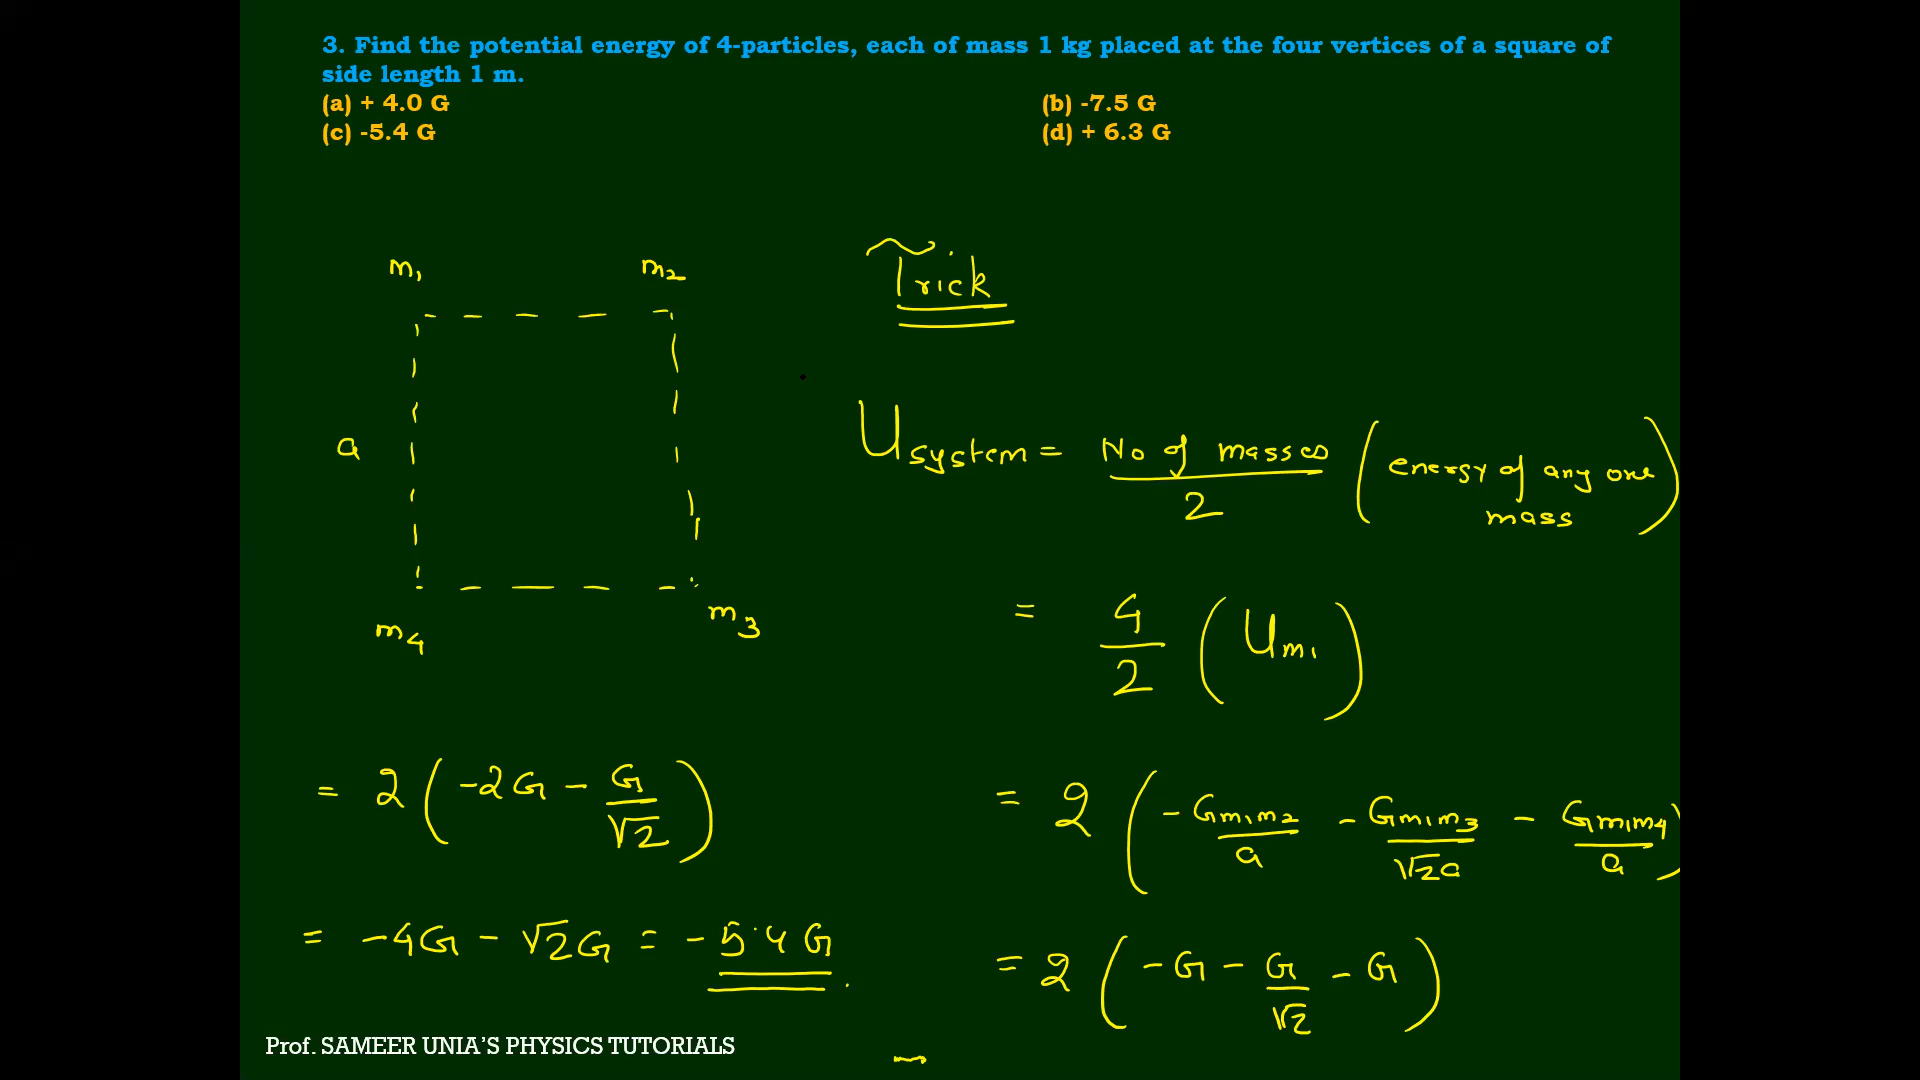 3. Find the potential energy of 4-particles, each of mass 1 kg placed at the four vertices of a square of
side length 1 m.
(a) + 4.0 G (b) -7.5 G
(c) -5.4 G (d) + 6.3 G
Trick
m₁ m₂
a
m₄ m₃
U system = No of masses / 2 (energy of any one mass)
= 4/2 (U m₁)
= 2 ( - Gm₁m₂/a - Gm₁m₃/√2a - Gm₁m₄/a )
= 2 ( - G - G/√2 - G )
= 2 ( -2G - G/√2 )
= -4G - √2G = - 5.4 G.
Prof. SAMEER UNIA'S PHYSICS TUTORIALS